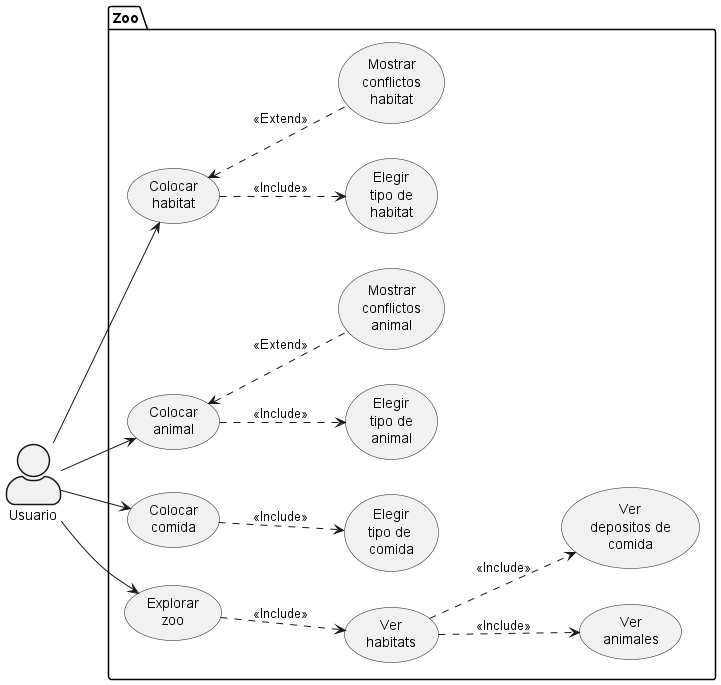 Zoo
Mostrar
conflictos
habitat
«Extend»
Colocar
habitat
«Include»
Elegir
tipo de
habitat
Mostrar
conflictos
animal
«Extend»
Colocar
animal
«Include»
Elegir
tipo de
animal
Usuario
Colocar
comida
«Include»
Elegir
tipo de
comida
Ver
depositos de
comida
«Include»
Explorar
zoo
«Include»
Ver
habitats
«Include»
Ver
animales